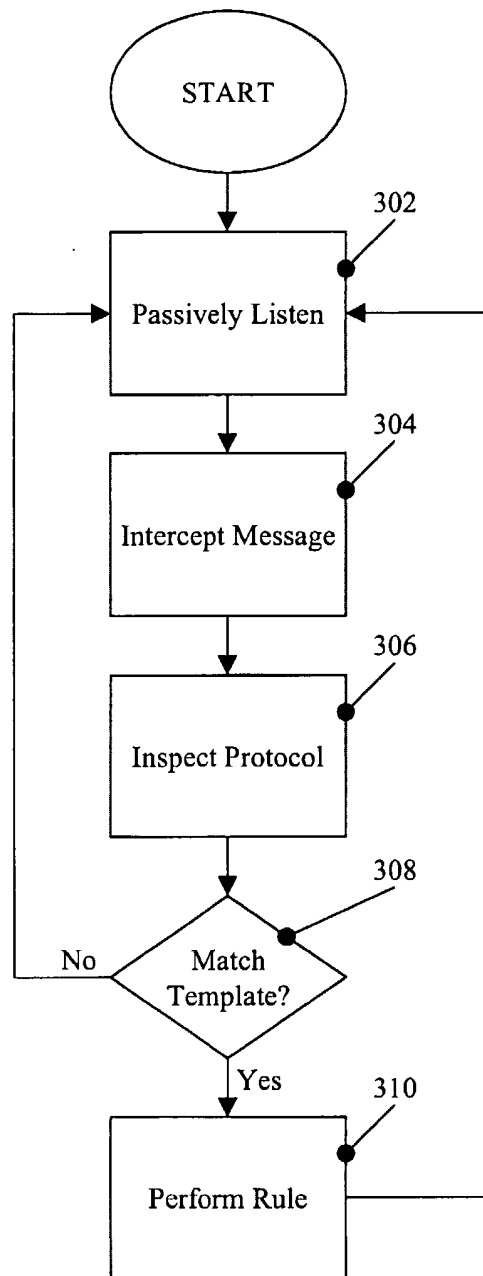 START
302
Passively Listen
304
Intercept Message
306
Inspect Protocol
308
No
Match
Template?
Yes
310
Perform Rule